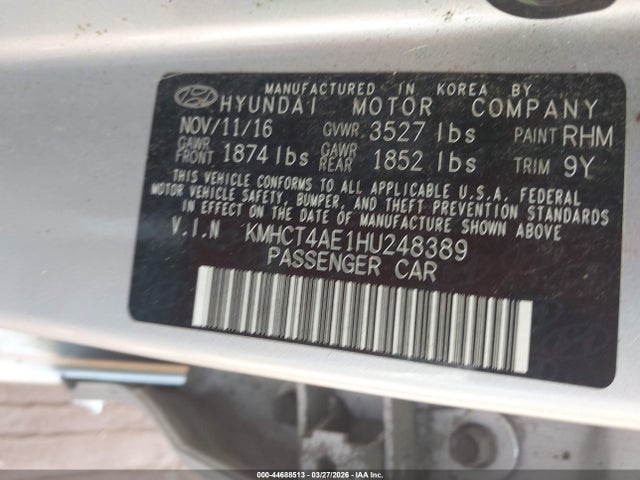 MANUFACTURED IN KOREA BY
HYUNDAI MOTOR COMPANY
NOV/11/16 GVWR 3527 lbs PAINT RHM
GAWR FRONT 1874 lbs GAWR REAR 1852 lbs TRIM 9Y
THIS VEHICLE CONFORMS TO ALL APPLICABLE U.S.A. FEDERAL
MOTOR VEHICLE SAFETY, BUMPER, AND THEFT PREVENTION STANDARDS
IN EFFECT ON THE DATE OF MANUFACTURE SHOWN ABOVE.
V.I.N KMHCT4AE1HU248389
PASSENGER CAR
000-44688513 | 03/27/2026 | Copyright © IAA, Inc.